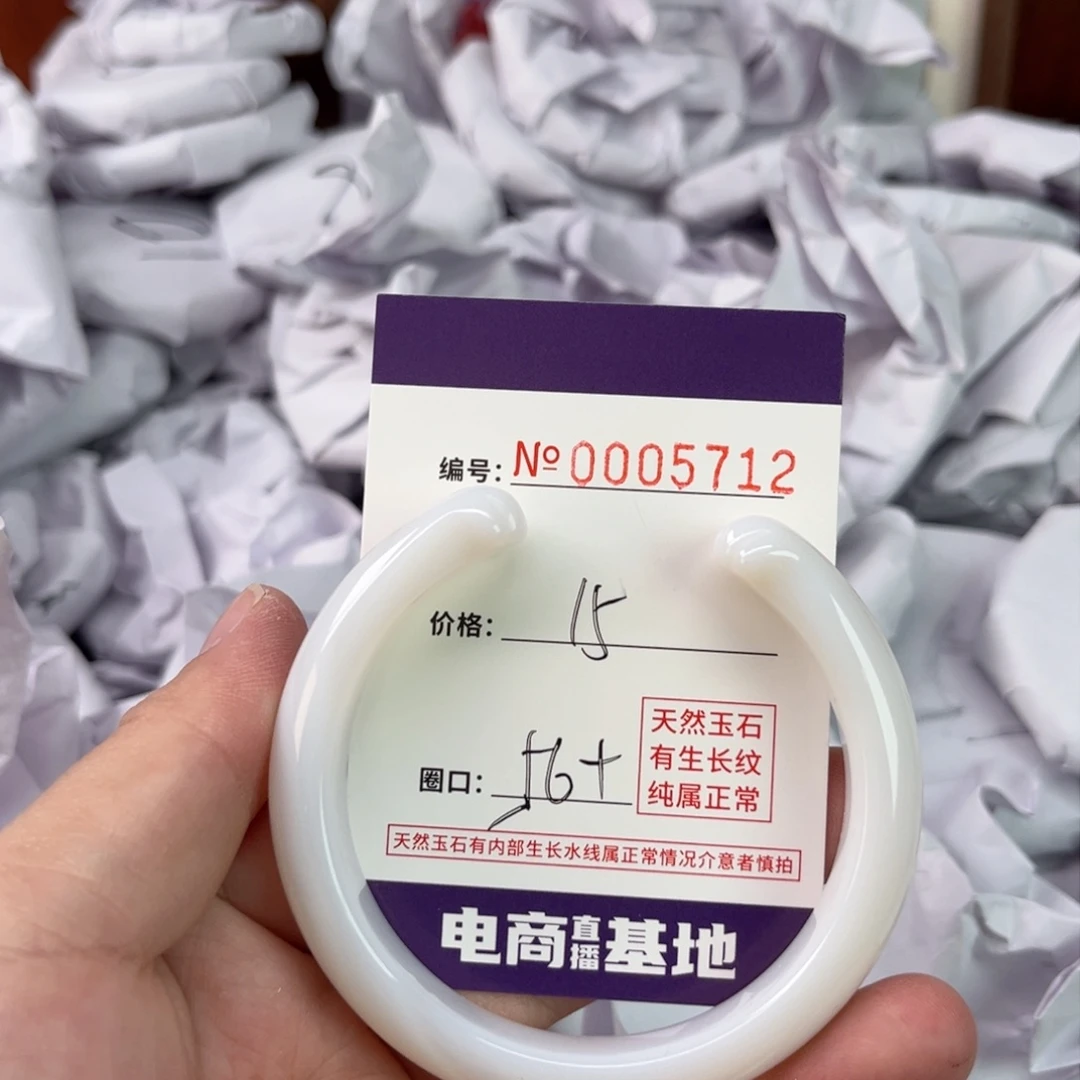 编号: №0005712
价格: 15
圈口: 56+
天然玉石
有生长纹
纯属正常
天然玉石有内部生长水线属正常情况介意者慎拍
电商直播基地